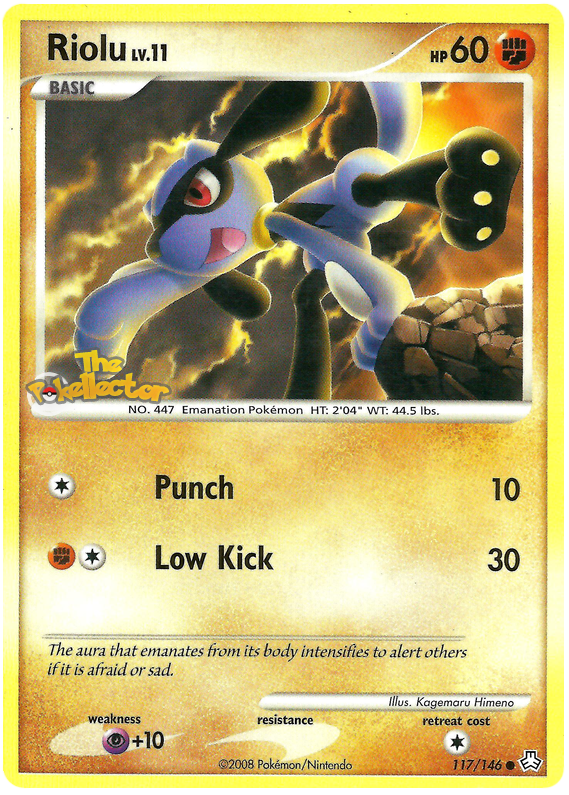 Riolu LV.11
HP 60
BASIC
The
Pokellector
NO. 447 Emanation Pokémon HT: 2'04" WT: 44.5 lbs.
Punch 10
Low Kick 30
The aura that emanates from its body intensifies to alert others
if it is afraid or sad.
Illus. Kagemaru Himeno
weakness resistance retreat cost
+10
©2008 Pokémon/Nintendo
117/146